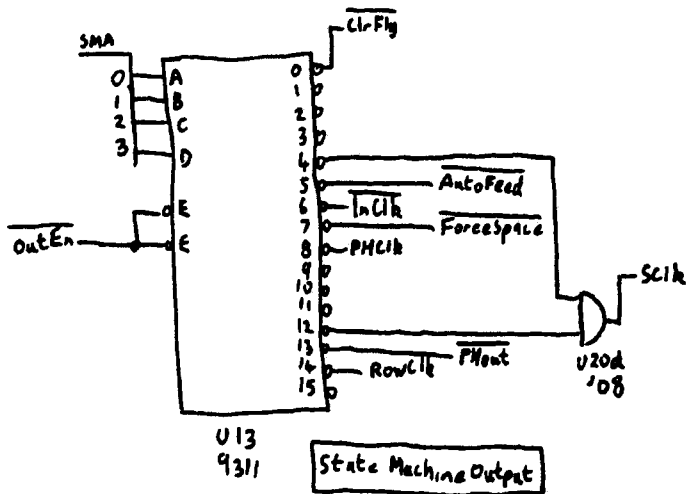 ClrFlg
SMA
0 A
1 B
2 C
3 D
E
OutEn E
0
1
2
3
4
5 AutoFeed
6 InClk
7 ForceSpace
8 PHClk
9
10
11
12
13 PHout
14 RowClk
15
SClk
U20d
'08
U13
9311
State Machine Output